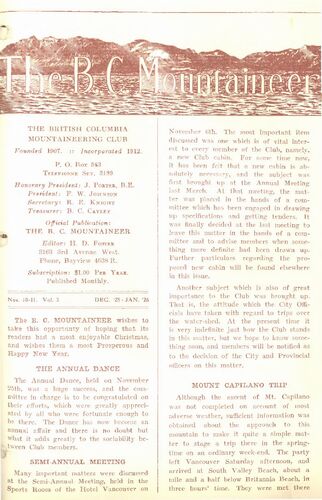 The B. C. Mountaineer
THE BRITISH COLUMBIA
MOUNTAINEERING CLUB
Founded 1907. :: Incorporated 1912.
P. O. Box 343
TELEPHONE SEY. 3199
Honorary President: J. PORTER, B.E.
President: F. W. JOHNSON
Secretary: R. E. KNIGHT
Treasurer: B. C. CAYLEY
Official Publication:
THE B. C. MOUNTAINEER
Editor: H. D. FOSTER
3103 3rd Avenue West.
Phone, Bayview
Subscription: $1.00 PER YEAR
Published Monthly.
Nos. 10-11. Vol. 3 DEC. '25 - JAN. '26
The B. C. MOUNTAINEER wishes to
take this opportunity of hoping that its
readers had a most enjoyable Christmas,
and wishes them a most Prosperous and
Happy New Year.
THE ANNUAL DANCE
The Annual Dance, held on November
25th, was a huge success, and the com-
mittee in charge is to be congratulated on
their efforts, which were greatly appreci-
ated by all who were fortunate enough to
be there. The Dance has now become an
annual affair and there is no doubt but
what it adds greatly to the sociability be-
tween Club members.
SEMI-ANNUAL MEETING
Many important matters were discussed
at the Semi-Annual Meeting, held in the
Sports Room of the Hotel Vancouver on
November 6th. The most important item
discussed was one which is of vital inter-
est to every member of the Club, namely,
a new Club cabin. For some time now,
it has been felt that a new cabin is ab-
solutely necessary, and the subject was
first brought up at the Annual Meeting
last March. At that meeting, the mat-
ter was placed in the hands of a com-
mittee which has been engaged in drawing
up specifications and getting tenders. It
was finally decided at the last meeting to
leave this matter in the hands of a com-
mittee and to advise members when some-
thing more definite had been drawn up.
Further particulars regarding the pro-
posed new cabin will be found elsewhere
in this issue.
Another subject which is also of great
importance to the Club was brought up.
That is, the attitude which the City Offi-
cials have taken with regard to trips over
the water-shed. At the present time it
is very indefinite just how the Club stands
in this matter, but we hope to know some-
thing soon, and members will be notified as
to the decision of the City and Provincial
officers on this matter.
MOUNT CAPILANO TRIP
Although the ascent of Mt. Capilano
was not completed on account of most
adverse weather, sufficient information was
obtained about the approach to this
mountain to make it quite a simple mat-
ter to stage a trip there in the spring-
time on an ordinary week-end. The party
left Vancouver Saturday afternoon, and
arrived at South Valley Beach, about a
mile and a half below Britannia Beach, in
three hours' time. They were met there